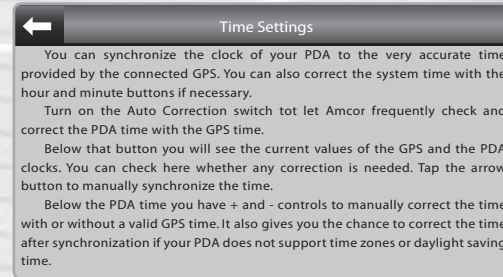 Time Settings
You can synchronize the clock of your PDA to the very accurate time
provided by the connected GPS. You can also correct the system time with the
hour and minute buttons if necessary.
Turn on the Auto Correction switch tot let Amcor frequently check and
correct the PDA time with the GPS time.
Below that button you will see the current values of the GPS and the PDA
clocks. You can check here whether any correction is needed. Tap the arrow
button to manually synchronize the time.
Below the PDA time you have + and - controls to manually correct the time
with or without a valid GPS time. It also gives you the chance to correct the time
after synchronization if your PDA does not support time zones or daylight saving
time.